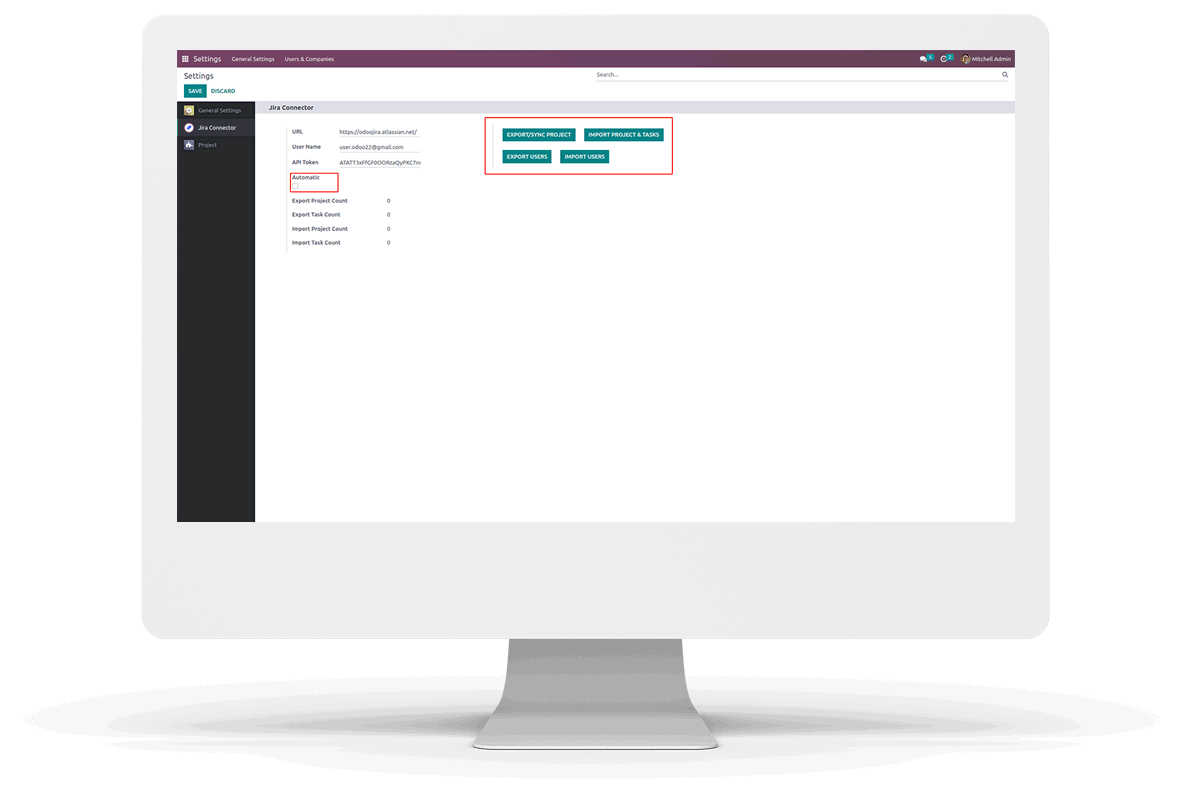 Settings General Settings Users & Companies 5 2 Mitchell Admin
Settings Search...
SAVE DISCARD
General Settings
Jira Connector
Project
Jira Connector
URL https://odoojira.atlassian.net/
User Name user.odoo22@gmail.com
API Token
Automatic
Export Project Count 0
Export Task Count 0
Import Project Count 0
Import Task Count 0
EXPORT/SYNC PROJECT IMPORT PROJECT & TASKS
EXPORT USERS IMPORT USERS